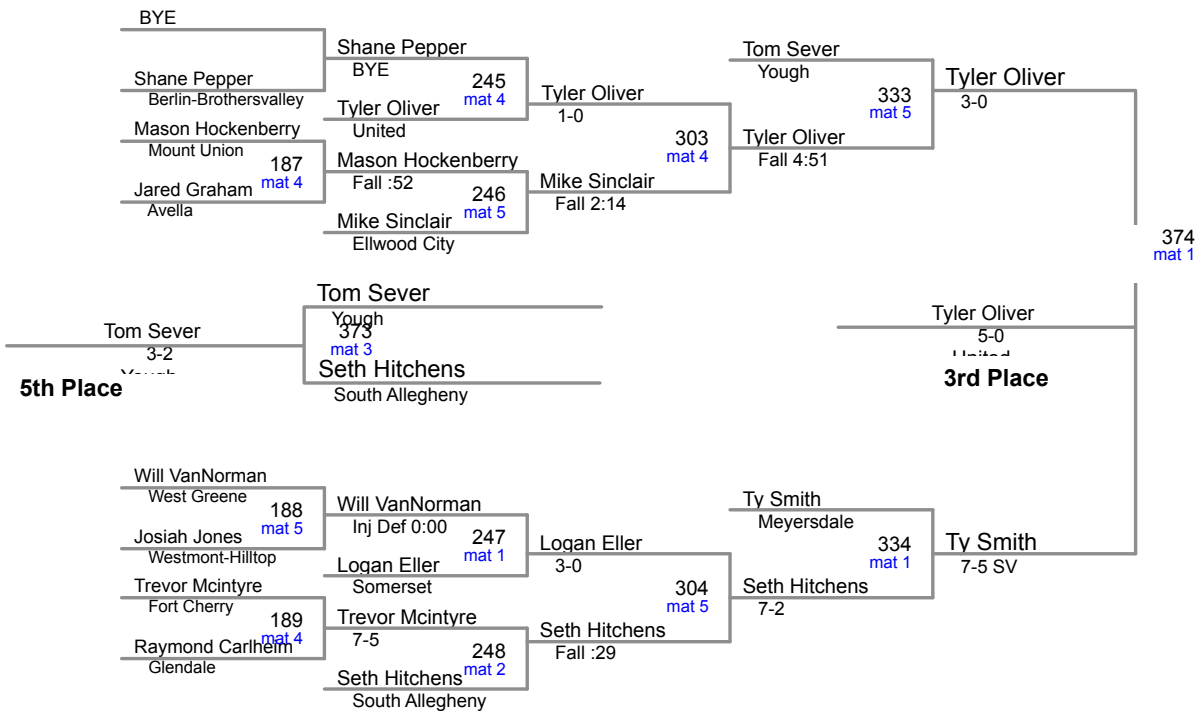 BYE
Shane Pepper
Berlin-Brothersvalley
Shane Pepper
BYE
245
mat 4
Tyler Oliver
United
Tyler Oliver
1-0
Mason Hockenberry
Mount Union
187
mat 4
Jared Graham
Avella
Mason Hockenberry
Fall :52
246
mat 5
Mike Sinclair
Ellwood City
Mike Sinclair
Fall 2:14
303
mat 4
Tom Sever
Yough
333
mat 5
Tyler Oliver
Fall 4:51
Tyler Oliver
3-0
374
mat 1
Tom Sever
Yough
373
mat 3
Seth Hitchens
South Allegheny
Tom Sever
3-2
Yough
5th Place
Tyler Oliver
5-0
United
3rd Place
Will VanNorman
West Greene
188
mat 5
Josiah Jones
Westmont-Hilltop
Will VanNorman
Inj Def 0:00
247
mat 1
Logan Eller
Somerset
Logan Eller
3-0
Trevor Mcintyre
Fort Cherry
189
mat 4
Raymond Carlheim
Glendale
Trevor Mcintyre
7-5
248
mat 2
Seth Hitchens
South Allegheny
Seth Hitchens
Fall :29
304
mat 5
Ty Smith
Meyersdale
334
mat 1
Seth Hitchens
7-2
Ty Smith
7-5 SV